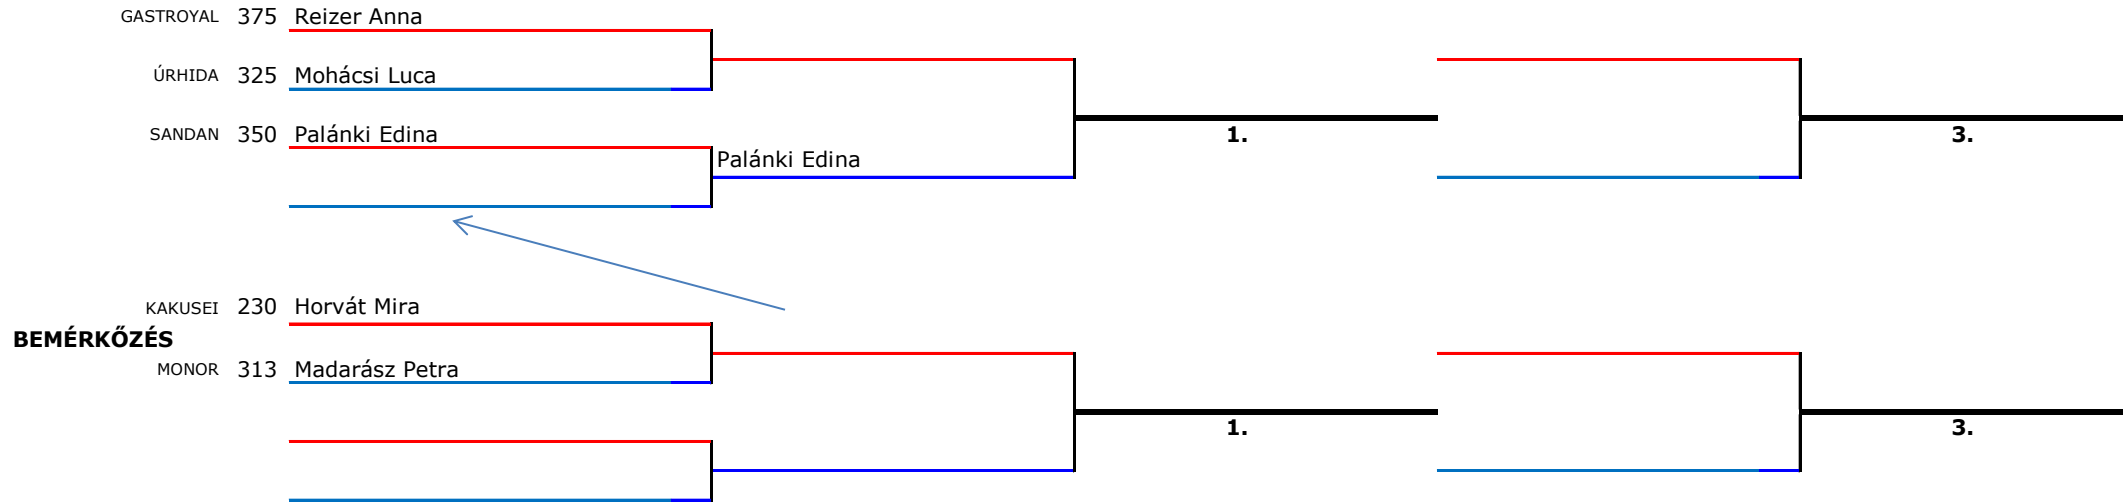 GASTROYAL 375 Reizer Anna
ÚRHIDA 325 Mohácsi Luca
SANDAN 350 Palánki Edina
1.
3.
Palánki Edina
KAKUSEI 230 Horvát Mira
BEMÉRKŐZÉS
MONOR 313 Madarász Petra
1.
3.